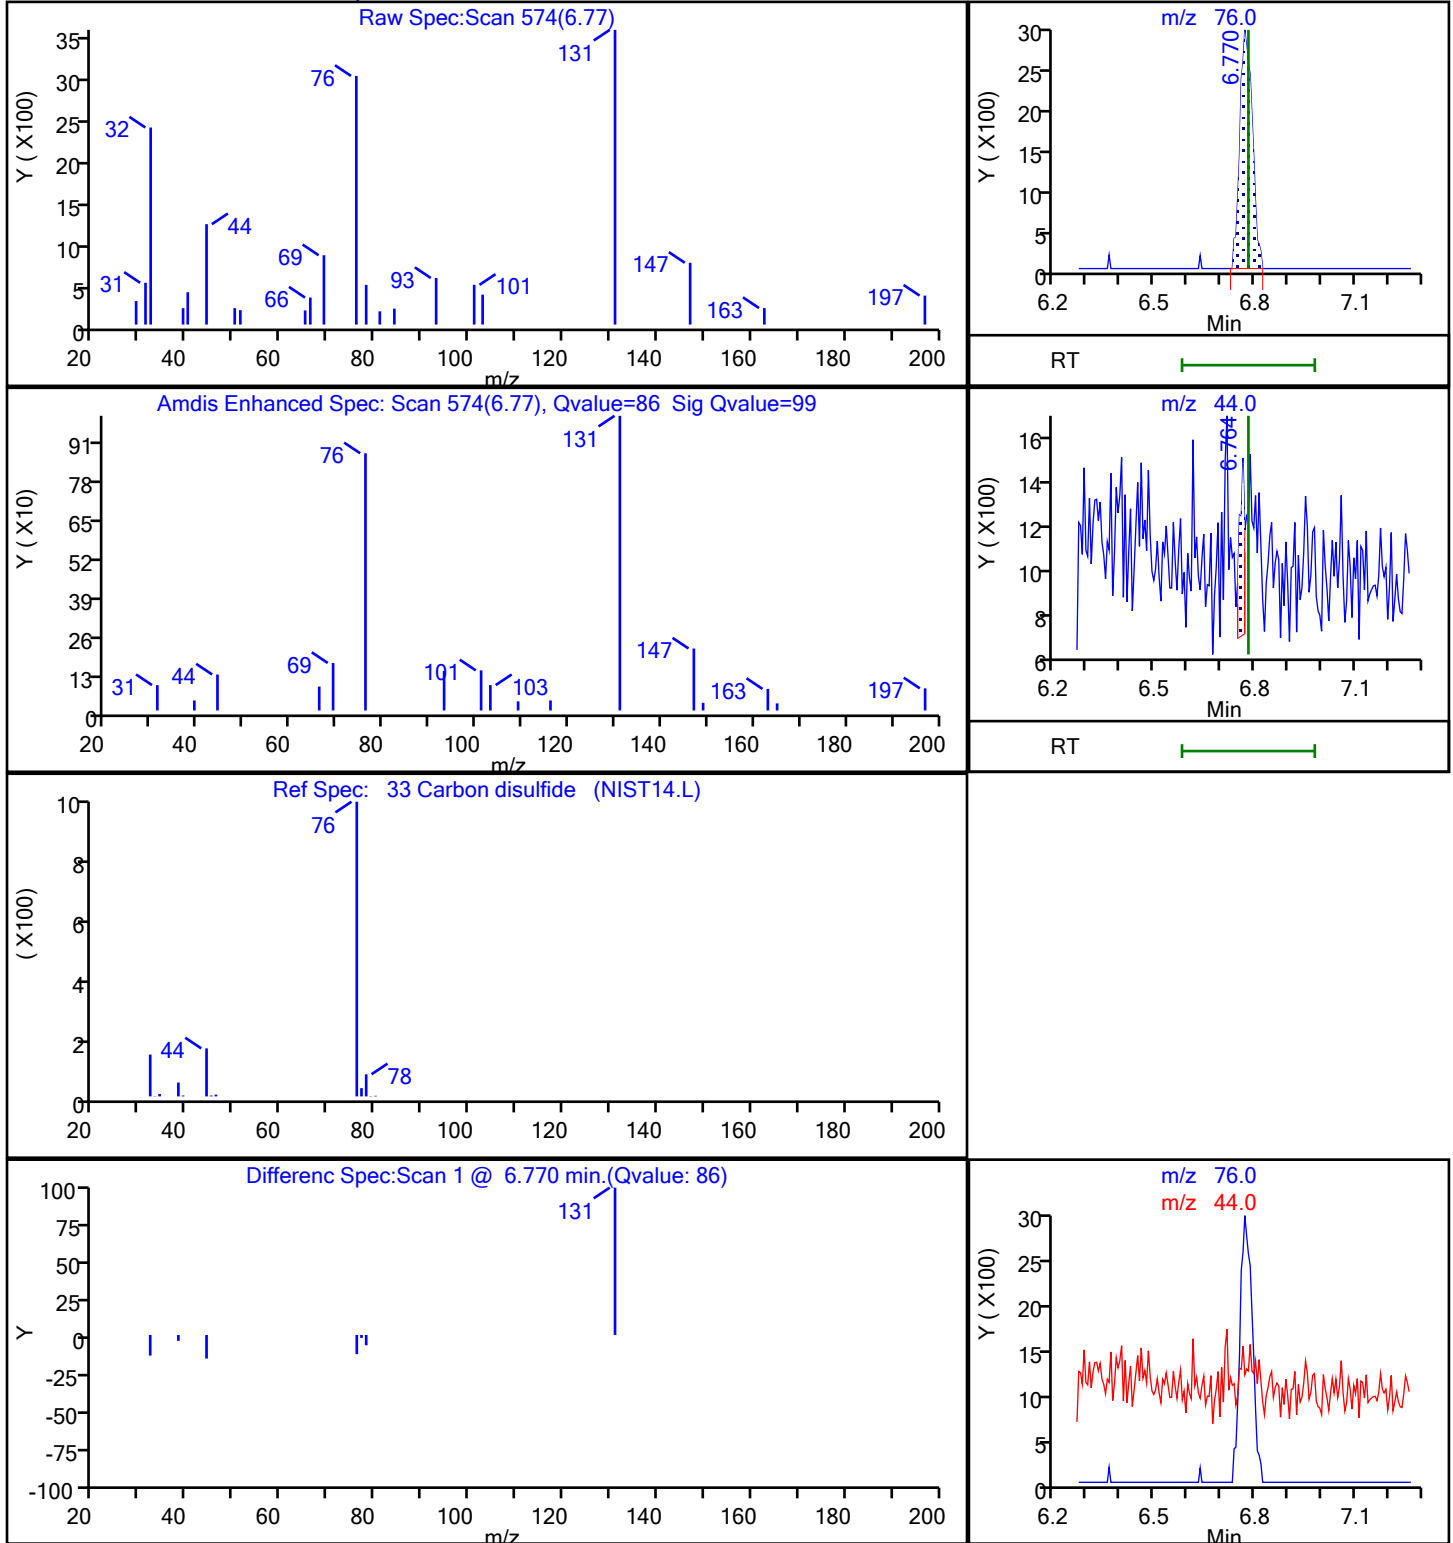 Raw Spec:Scan 574(6.77)
Y ( X100)
35
30
25
20
15
10
5
0
32
31
44
69
66
76
93
101
131
147
163
197
20 40 60 80 100 120 140 160 180 200
m/z
m/z 76.0
Y ( X100)
30
25
20
15
10
5
0
6.770
6.2 6.5 6.8 7.1
Min
RT
Amdis Enhanced Spec: Scan 574(6.77), Qvalue=86 Sig Qvalue=99
Y ( X10)
91
78
65
52
39
26
13
0
31
44
69
76
101
103
131
147
163
197
20 40 60 80 100 120 140 160 180 200
m/z
m/z 44.0
Y ( X100)
16
14
12
10
8
6
6.764
6.2 6.5 6.8 7.1
Min
RT
Ref Spec: 33 Carbon disulfide (NIST14.L)
( X100)
10
8
6
4
2
0
44
76
78
20 40 60 80 100 120 140 160 180 200
Differenc Spec:Scan 1 @ 6.770 min.(Qvalue: 86)
Y
100
75
50
25
0
-25
-50
-75
-100
131
20 40 60 80 100 120 140 160 180 200
m/z
m/z 76.0
m/z 44.0
Y ( X100)
30
25
20
15
10
5
0
6.2 6.5 6.8 7.1
Min